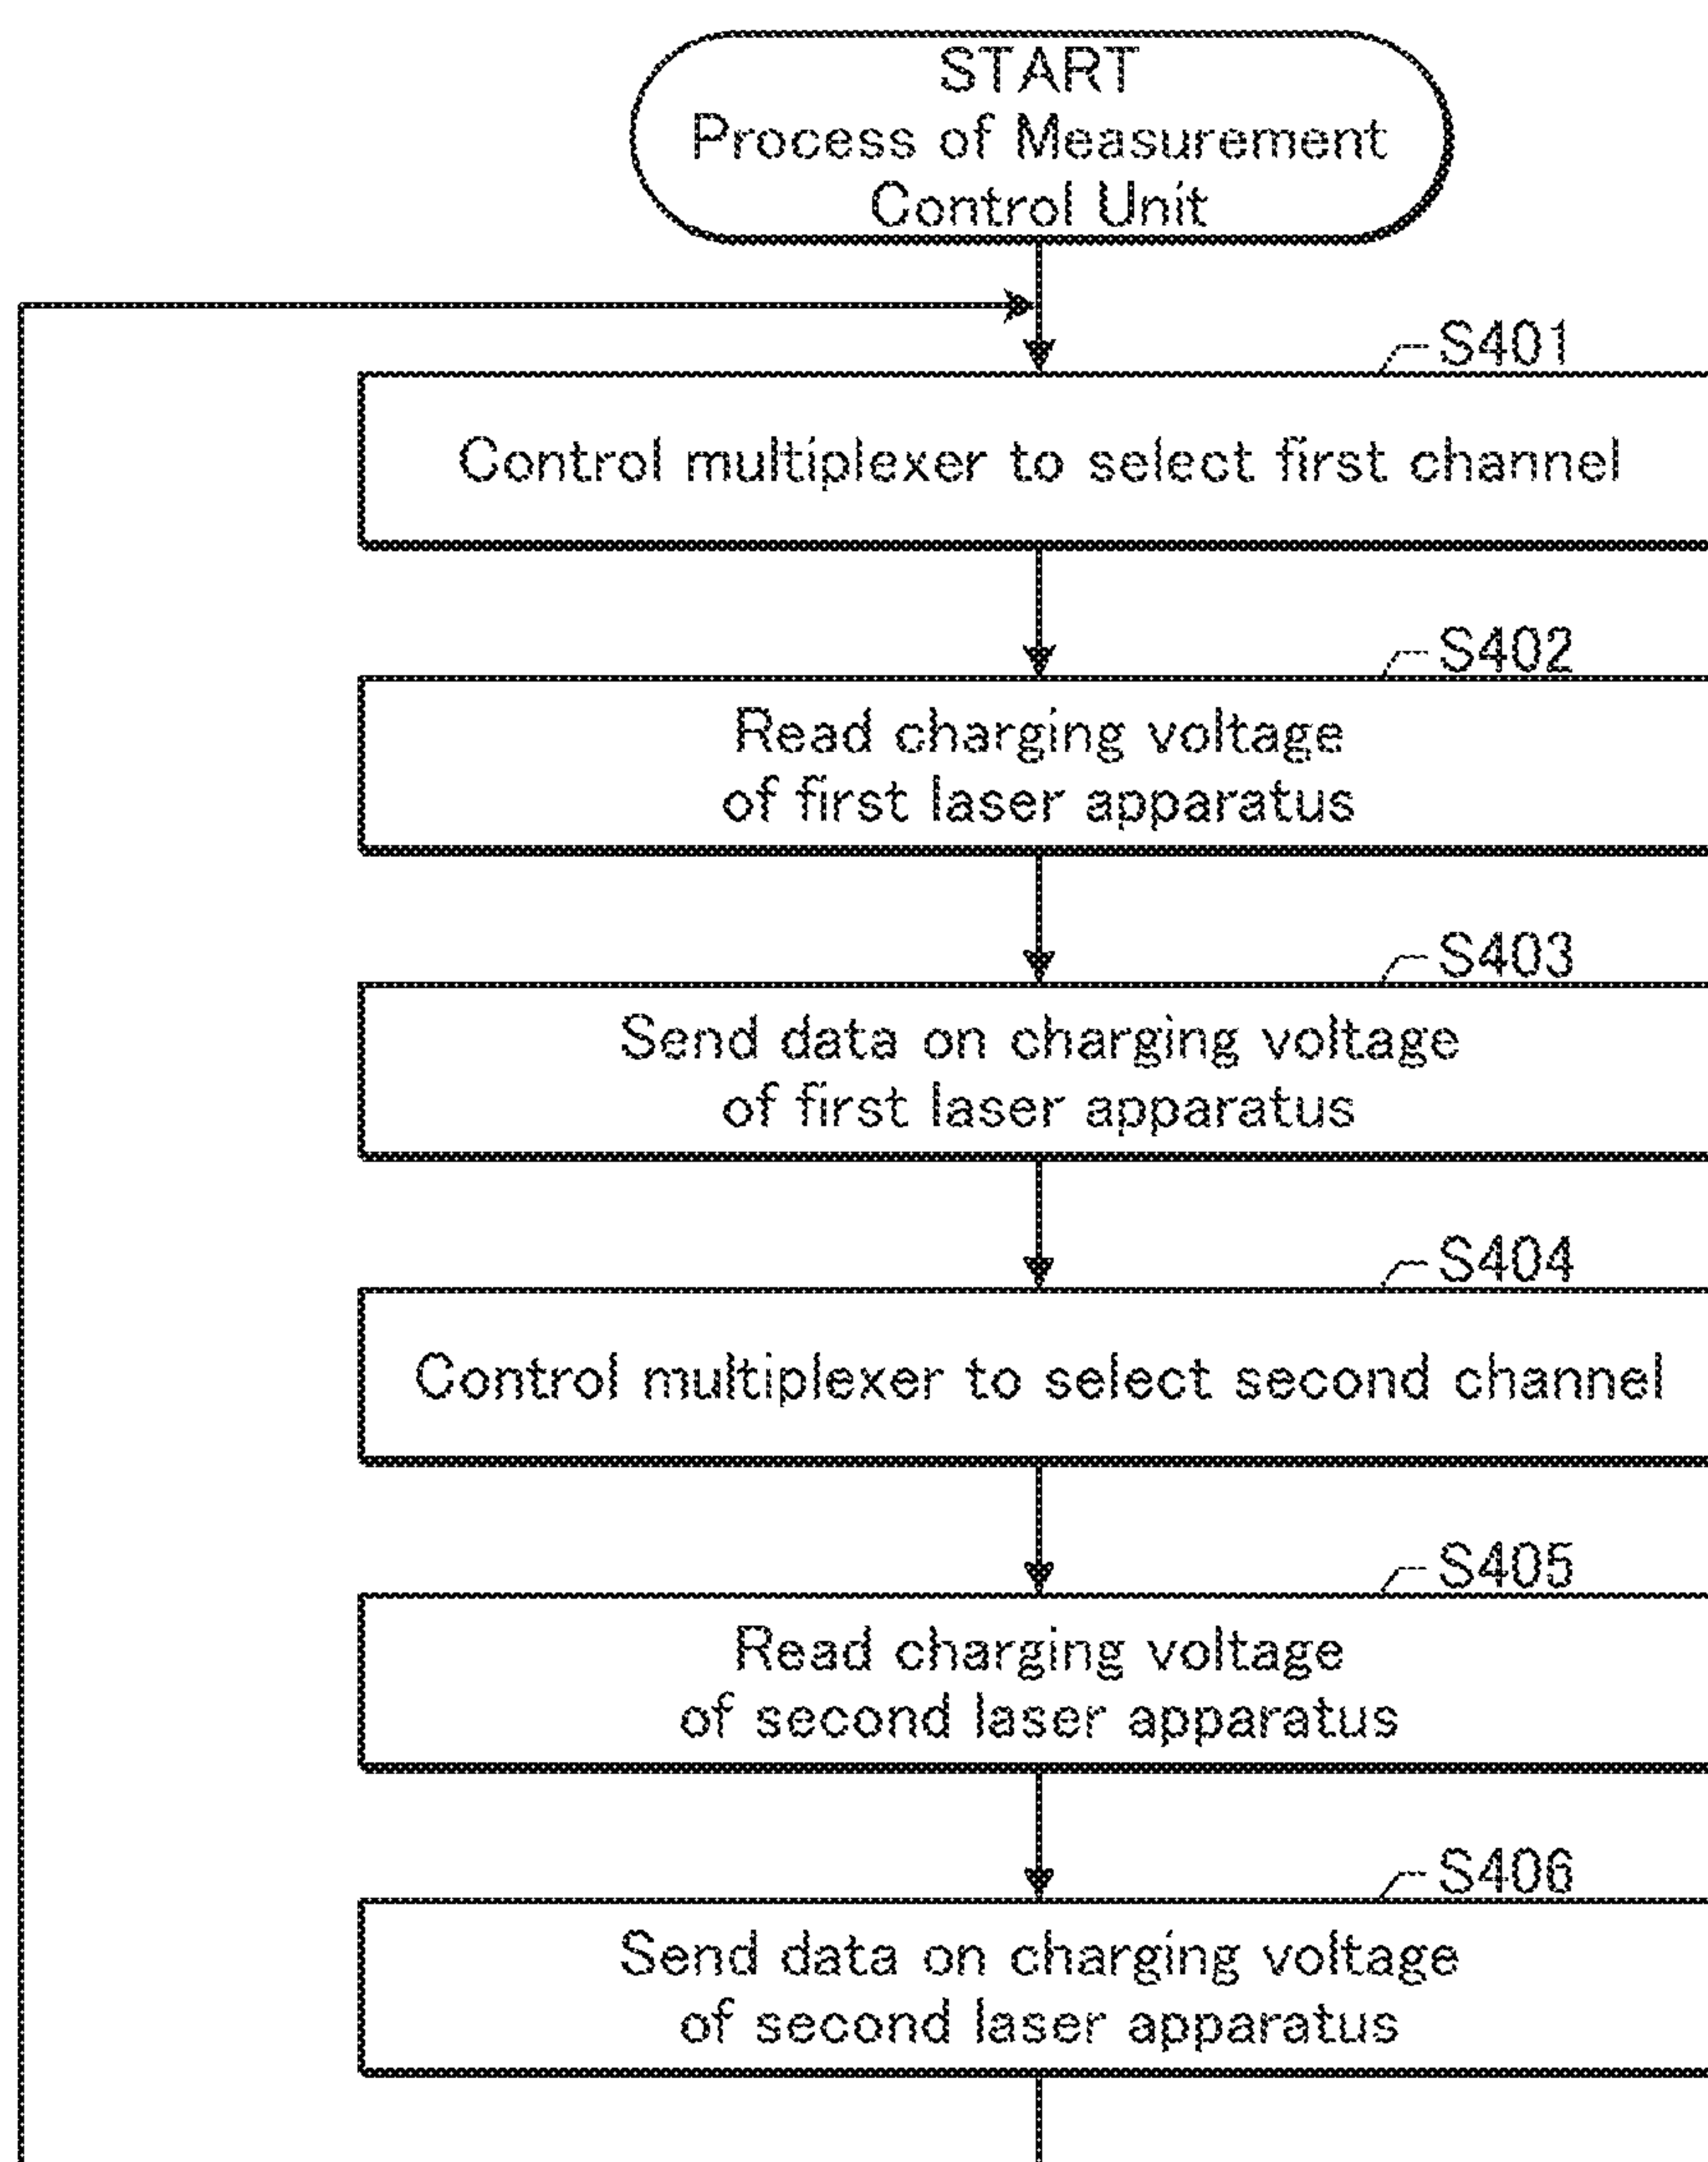 START
Process of Measurement
Control Unit
S401
Control multiplexer to select first channel
S402
Read charging voltage
of first laser apparatus
S403
Send data on charging voltage
of first laser apparatus
S404
Control multiplexer to select second channel
S405
Read charging voltage
of second laser apparatus
S406
Send data on charging voltage
of second laser apparatus